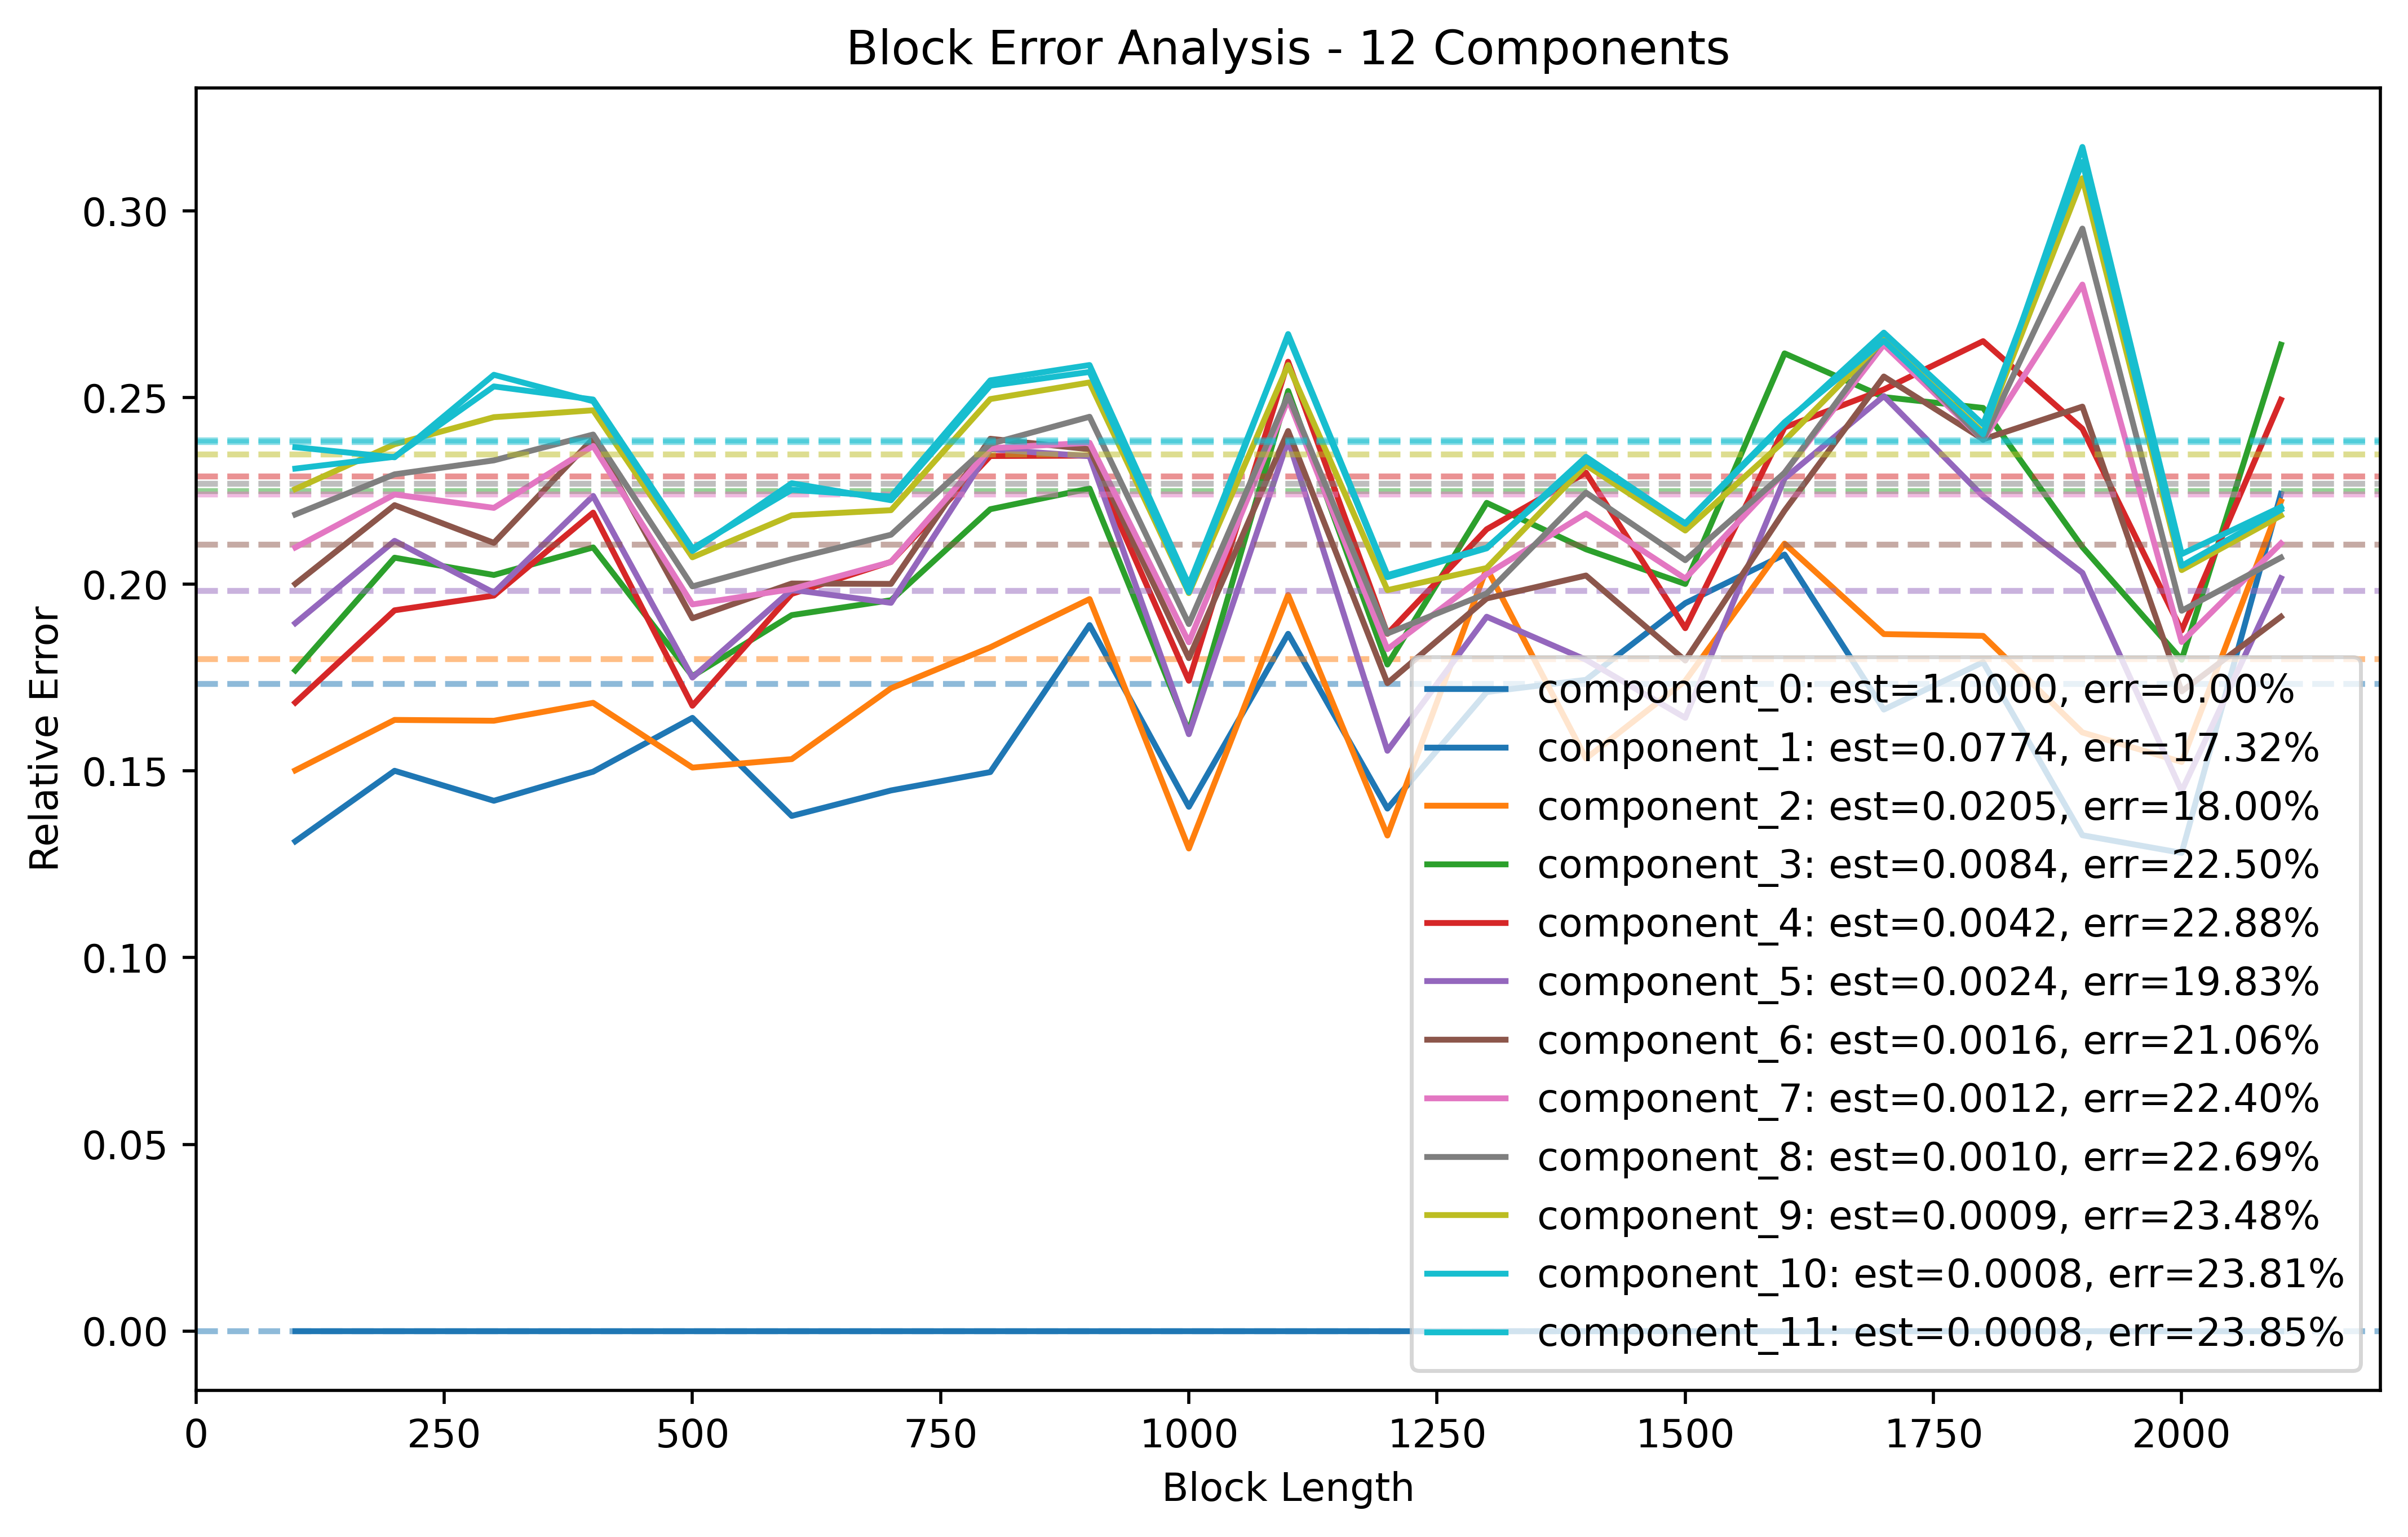 Block Error Analysis - 12 Components
0.30
0.25
0.20
0.15
0.10
0.05
0.00
Relative Error
component_0: est=1.0000, err=0.00%
component_1: est=0.0774, err=17.32%
component_2: est=0.0205, err=18.00%
component_3: est=0.0084, err=22.50%
component_4: est=0.0042, err=22.88%
component_5: est=0.0024, err=19.83%
component_6: est=0.0016, err=21.06%
component_7: est=0.0012, err=22.40%
component_8: est=0.0010, err=22.69%
component_9: est=0.0009, err=23.48%
component_10: est=0.0008, err=23.81%
component_11: est=0.0008, err=23.85%
0 250 500 750 1000 1250 1500 1750 2000
Block Length